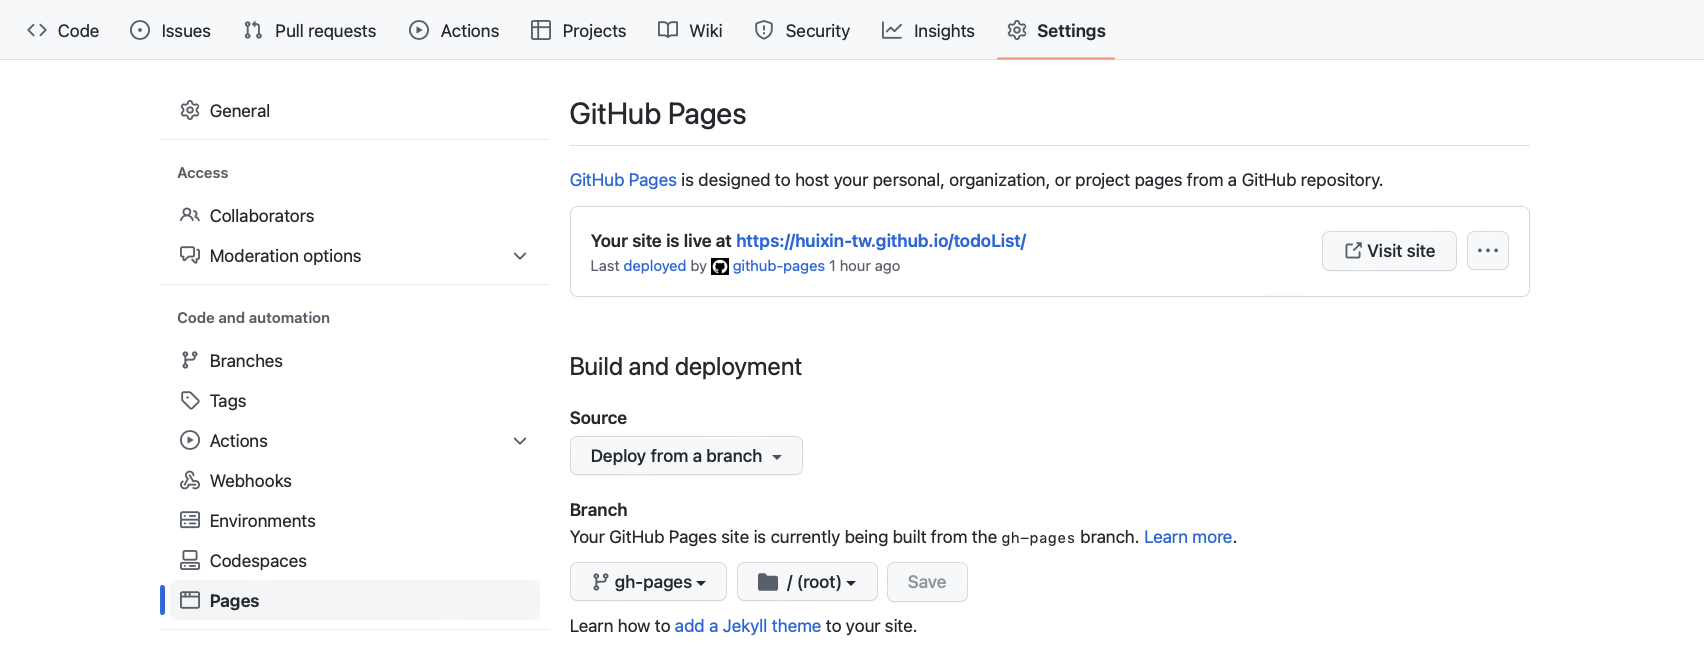 Code Issues Pull requests Actions Projects Wiki Security Insights Settings
General
Access
Collaborators
Moderation options
Code and automation
Branches
Tags
Actions
Webhooks
Environments
Codespaces
Pages
GitHub Pages
GitHub Pages is designed to host your personal, organization, or project pages from a GitHub repository.
Your site is live at https://huixin-tw.github.io/todoList/
Last deployed by github-pages 1 hour ago
Visit site
Build and deployment
Source
Deploy from a branch
Branch
Your GitHub Pages site is currently being built from the gh-pages branch. Learn more.
gh-pages / (root) Save
Learn how to add a Jekyll theme to your site.